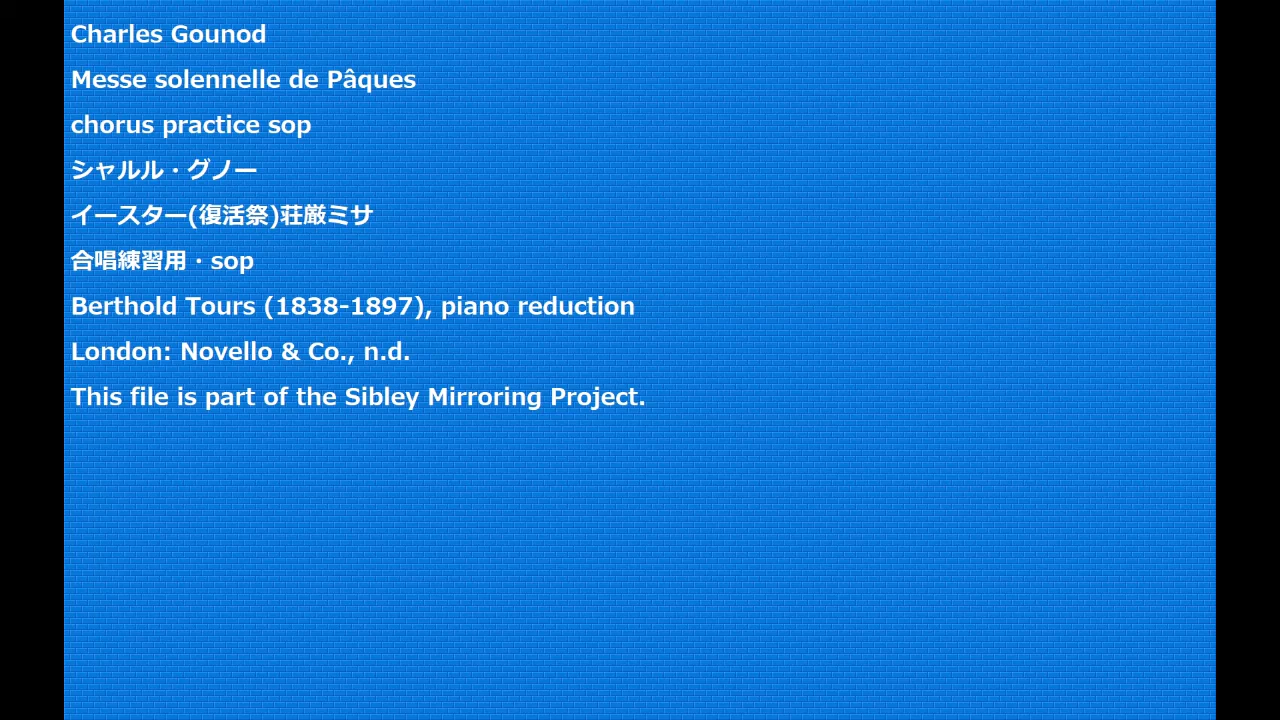 Charles Gounod
Messe solennelle de Pâques
chorus practice sop
シャルル・グノー
イースター(復活祭)荘厳ミサ
合唱練習用・sop
Berthold Tours (1838-1897), piano reduction
London: Novello & Co., n.d.
This file is part of the Sibley Mirroring Project.